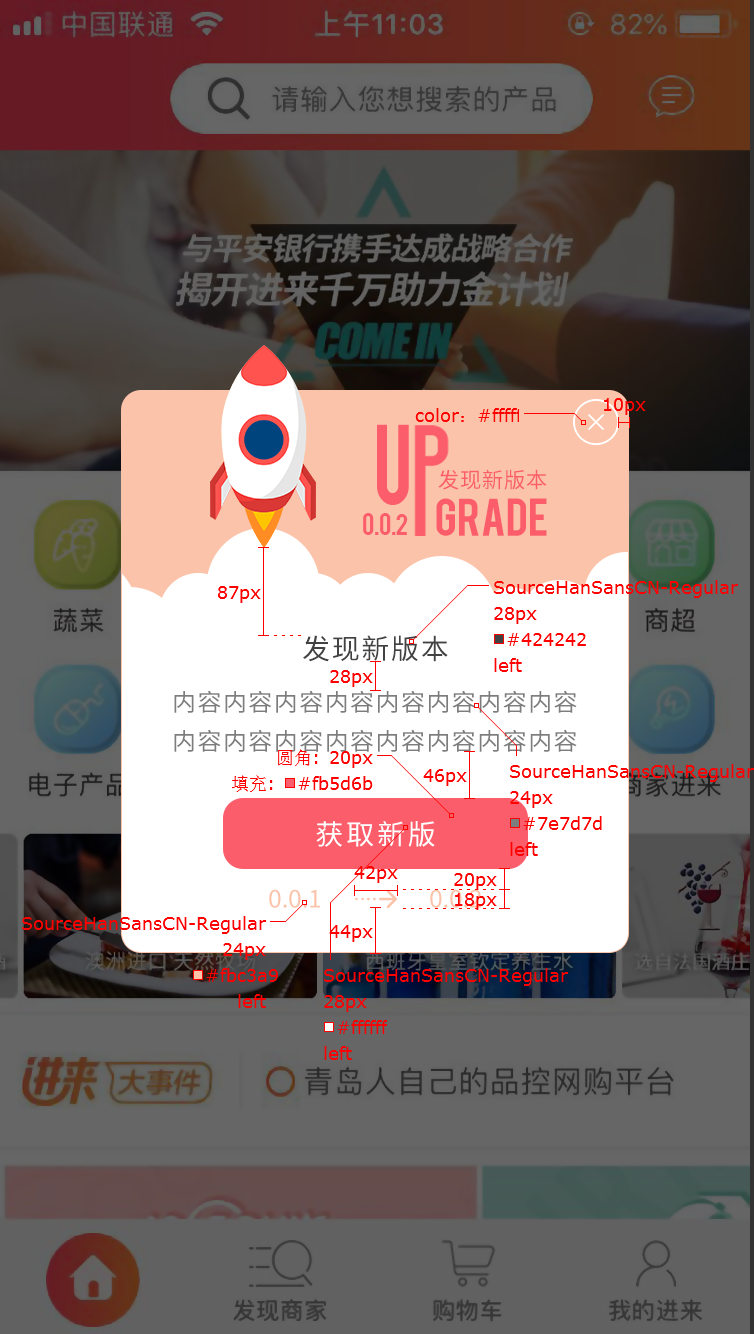 中国联通
上午11:03
82%
请输入您想搜索的产品
与平安银行携手达成战略合作
揭开进来千万助力金计划
COME IN
color: #ffff
10px
UP
发现新版本
0.0.2
GRADE
87px
SourceHanSansCN-Regular
28px
#424242
left
蔬菜
商超
发现新版本
28px
内容内容内容内容内容内容内容内容
内容内容内容内容内容内容内容内容
圆角: 20px
填充: #fb5d6b
46px
SourceHanSansCN-Regular
24px
#7e7d7d
left
电子产品
商家进来
获取新版
42px
20px
18px
0.0.1
0.0.2
44px
SourceHanSansCN-Regular
24px
#fbc3a9
left
SourceHanSansCN-Regular
28px
#ffffff
left
酒
澳洲进口 天然牧场
西班牙皇室钦定养生水
选自法国酒庄
进来
大事件
青岛人自己的品控网购平台
发现商家
购物车
我的进来